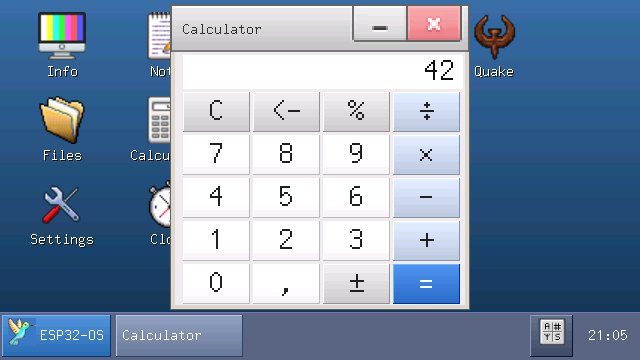 Calculator
42
C <- % ÷
7 8 9 ×
4 5 6 -
1 2 3 +
0 , ± =
Info
Quake
Files
Settings
ESP32-OS
Calculator
A#
TS
21:05